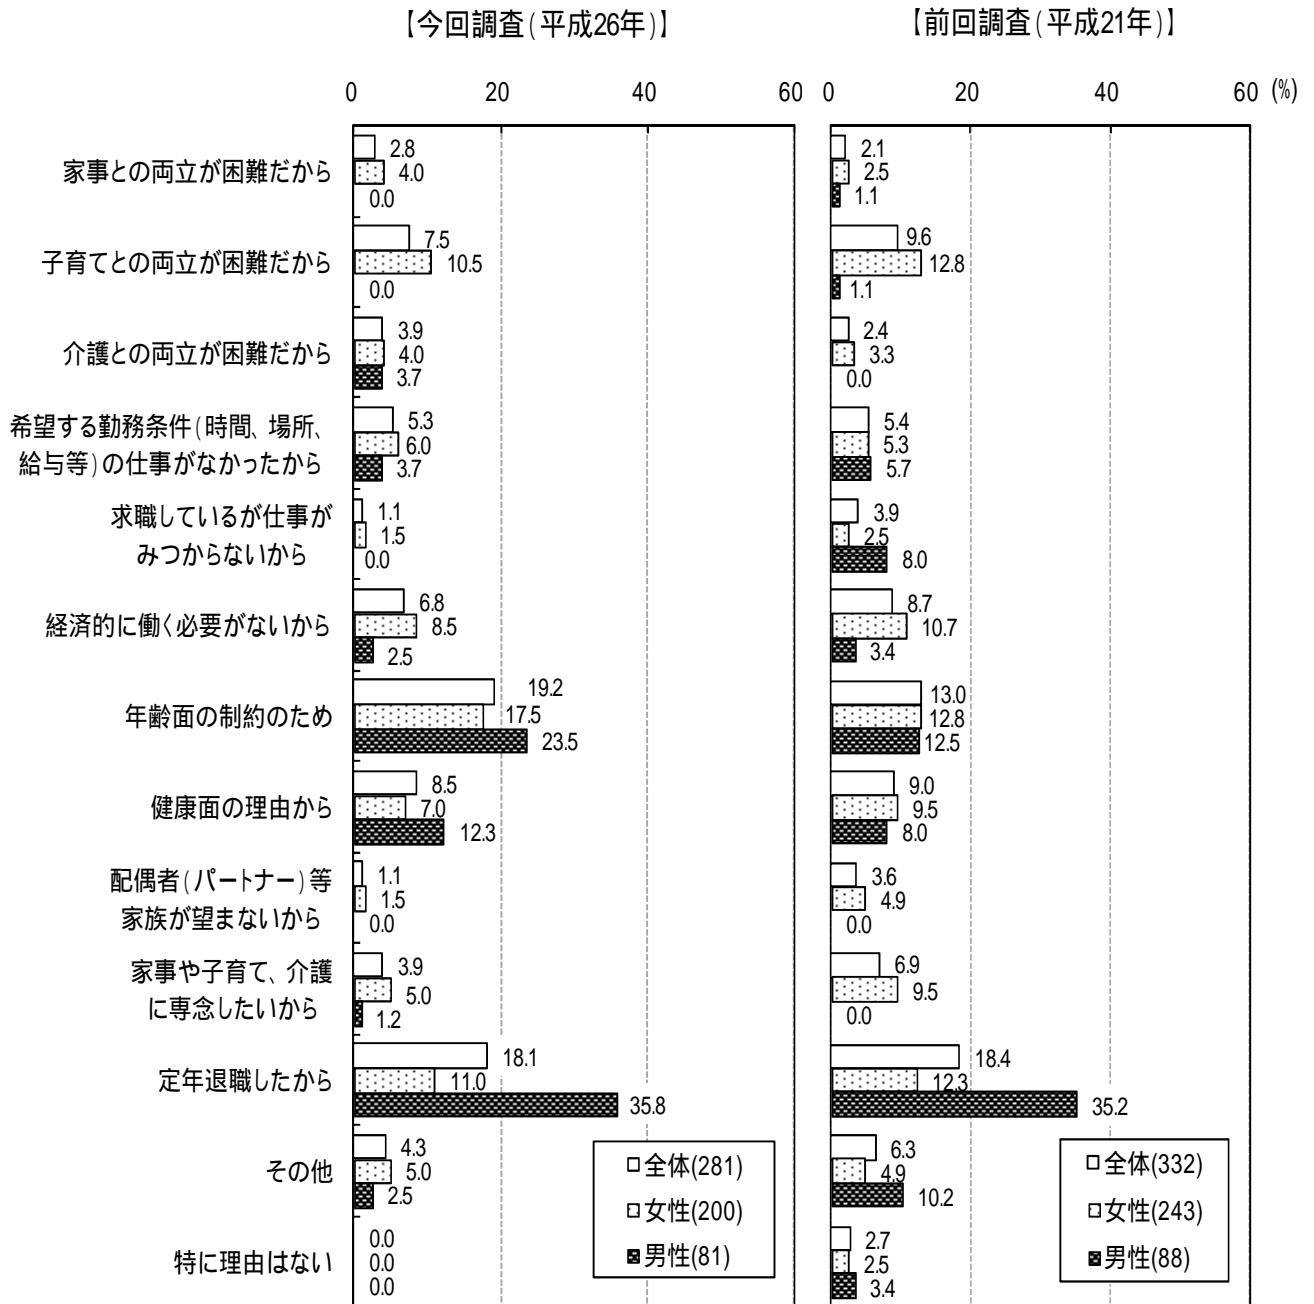 【今回調査(平成26年)】
【前回調査(平成21年)】
0 20 40 60
0 20 40 60 (%)
家事との両立が困難だから
2.8
4.0
0.0
2.1
2.5
1.1
子育てとの両立が困難だから
7.5
10.5
0.0
9.6
12.8
1.1
介護との両立が困難だから
3.9
4.0
3.7
2.4
3.3
0.0
希望する勤務条件(時間、場所、
給与等)の仕事がなかったから
5.3
6.0
3.7
5.4
5.3
5.7
求職しているが仕事が
みつからないから
1.1
1.5
0.0
3.9
2.5
8.0
経済的に働く必要がないから
6.8
8.5
2.5
8.7
10.7
3.4
年齢面の制約のため
19.2
17.5
23.5
13.0
12.8
12.5
健康面の理由から
8.5
7.0
12.3
9.0
9.5
8.0
配偶者(パートナー)等
家族が望まないから
1.1
1.5
0.0
3.6
4.9
0.0
家事や子育て、介護
に専念したいから
3.9
5.0
1.2
6.9
9.5
0.0
定年退職したから
18.1
11.0
35.8
18.4
12.3
35.2
その他
4.3
5.0
2.5
6.3
4.9
10.2
特に理由はない
0.0
0.0
0.0
2.7
2.5
3.4
全体(281)
女性(200)
男性(81)
全体(332)
女性(243)
男性(88)